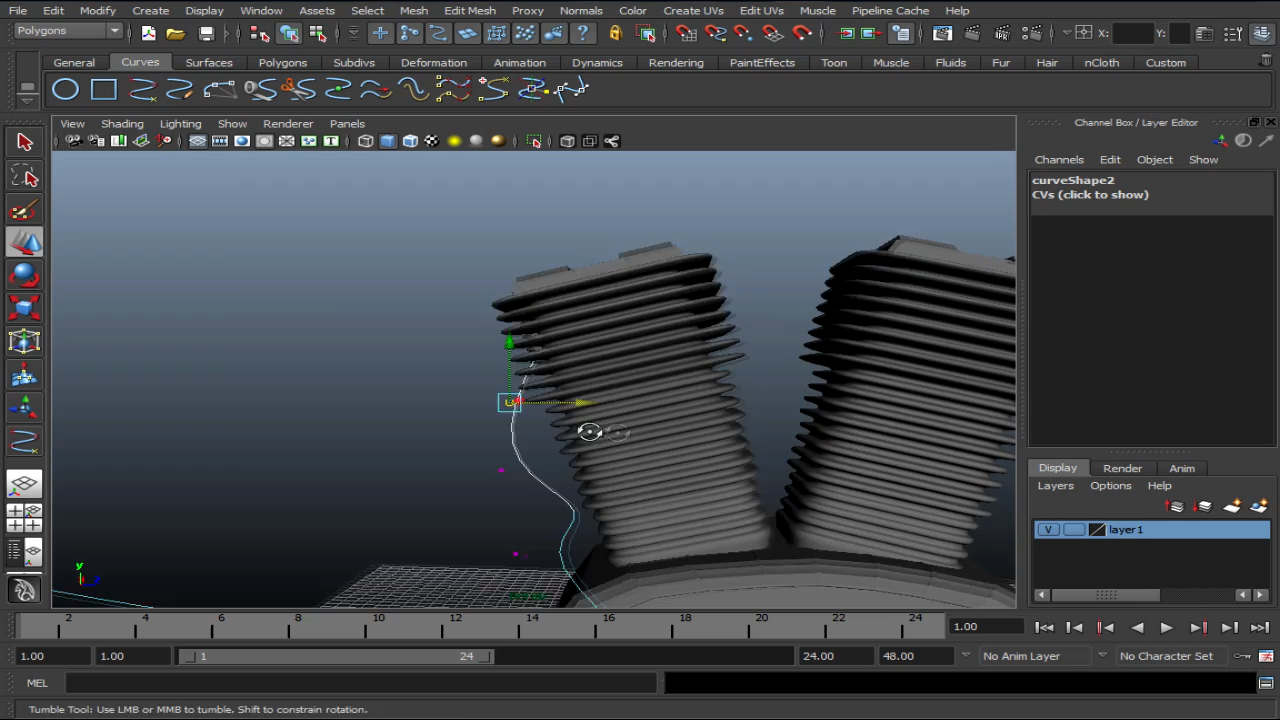 File Edit Modify Create Display Window Assets Select Mesh Edit Mesh Proxy Normals Color Create UVs Edit UVs Muscle Pipeline Cache Help
Polygons X: Y:
General Curves Surfaces Polygons Subdivs Deformation Animation Dynamics Rendering PaintEffects Toon Muscle Fluids Fur Hair nCloth Custom
View Shading Lighting Show Renderer Panels
Channel Box / Layer Editor
Channels Edit Object Show
curveShape2
CVs (click to show)
Display Render Anim
Layers Options Help
V layer1
y
2 4 6 8 10 12 14 16 18 20 22 24 1.00
1.00 1.00 1 24 24.00 48.00 No Anim Layer No Character Set
MEL
Tumble Tool: Use LMB or MMB to tumble. Shift to constrain rotation.